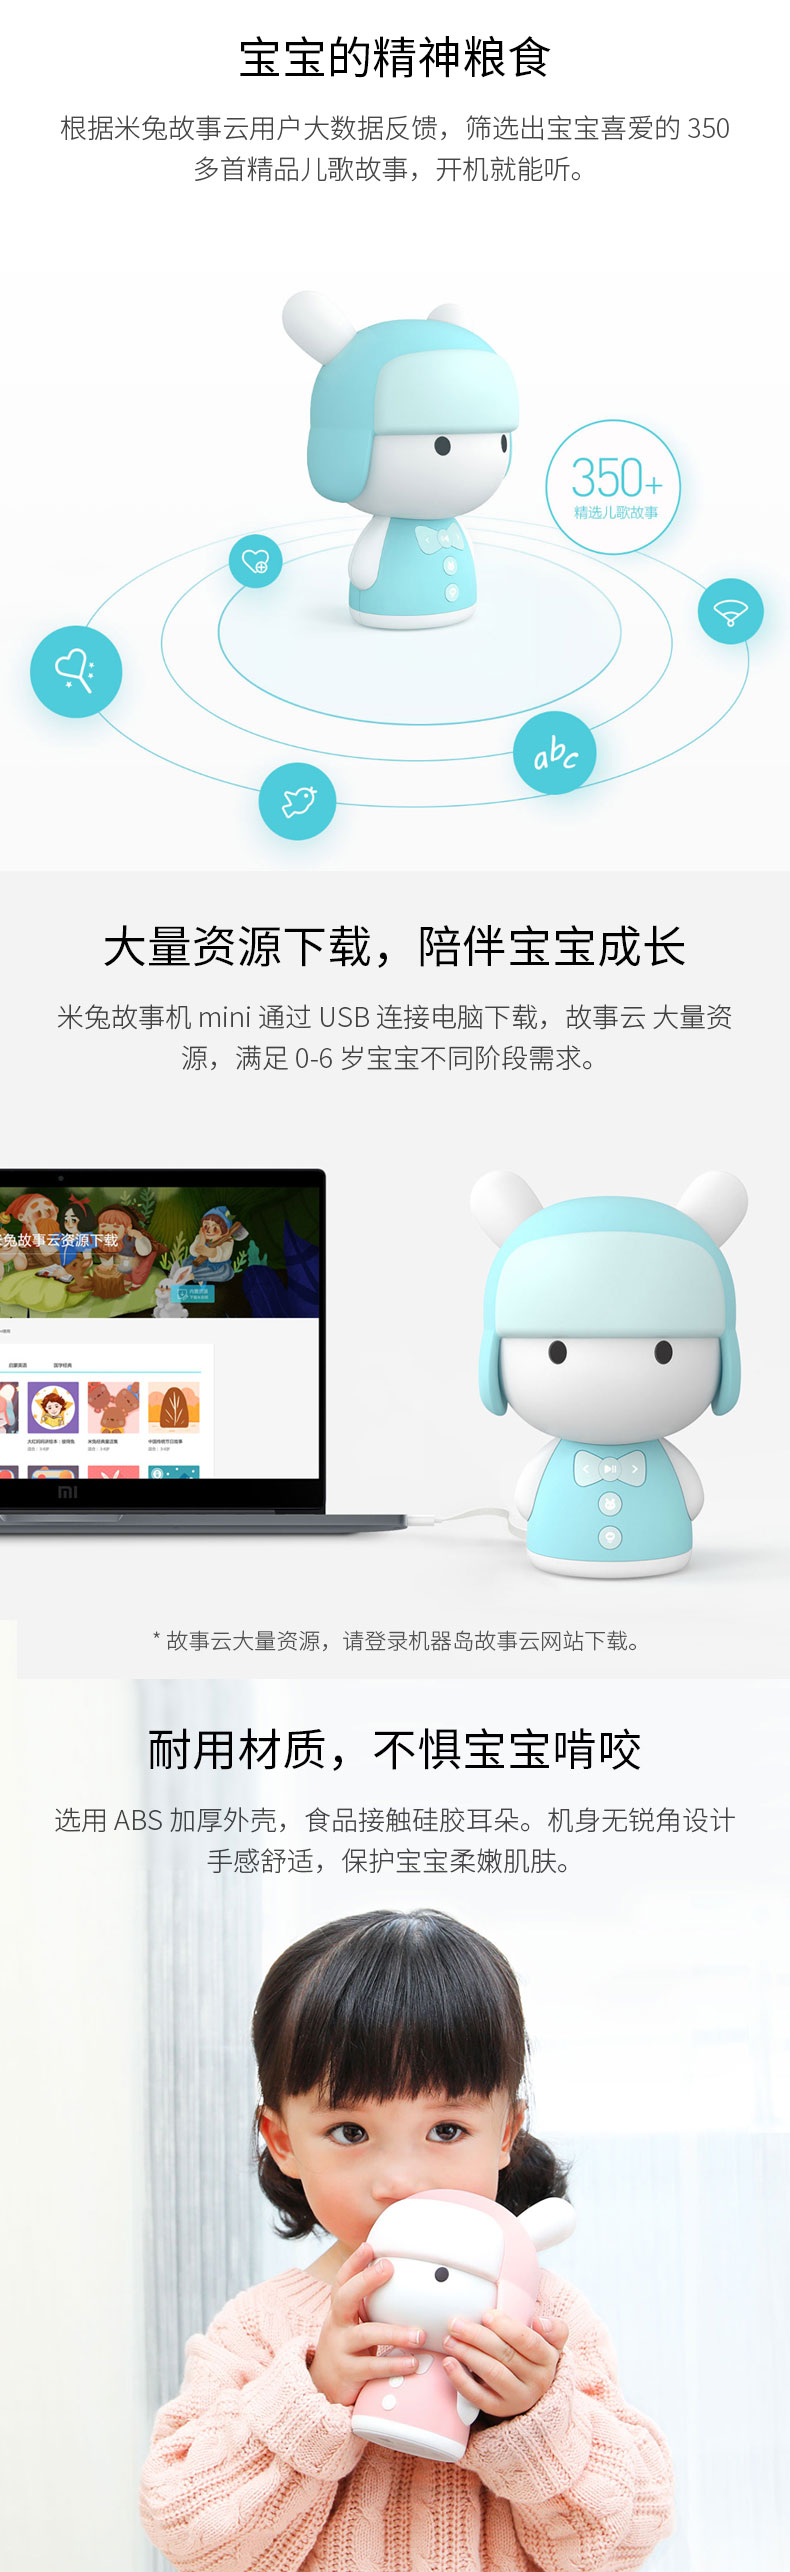 宝宝的精神粮食
根据米兔故事云用户大数据反馈，筛选出宝宝喜爱的 350
多首精品儿歌故事，开机就能听。
350+
精选儿歌故事
abc
大量资源下载，陪伴宝宝成长
米兔故事机 mini 通过 USB 连接电脑下载，故事云 大量资
源，满足 0-6 岁宝宝不同阶段需求。
兔故事云资源下载
启蒙英语 国学经典
mi
* 故事云大量资源，请登录机器岛故事云网站下载。
耐用材质，不惧宝宝啃咬
选用 ABS 加厚外壳，食品接触硅胶耳朵。机身无锐角设计
手感舒适，保护宝宝柔嫩肌肤。